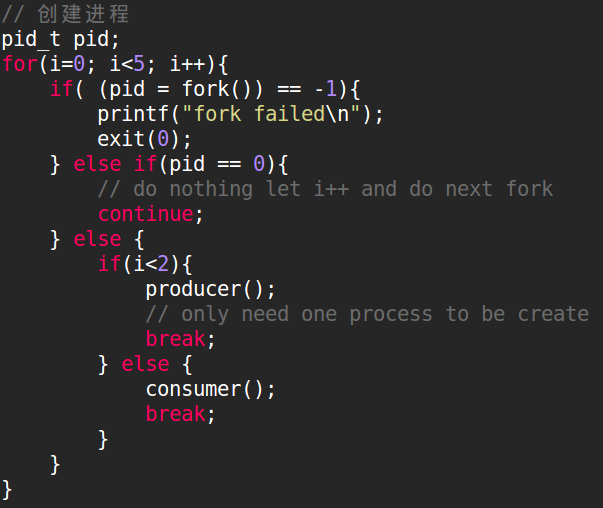 // 创建进程
pid_t pid;
for(i=0; i<5; i++){
    if( (pid = fork()) == -1){
        printf("fork failed\n");
        exit(0);
    } else if(pid == 0){
        // do nothing let i++ and do next fork
        continue;
    } else {
        if(i<2){
            producer();
            // only need one process to be create
            break;
        } else {
            consumer();
            break;
        }
    }
}